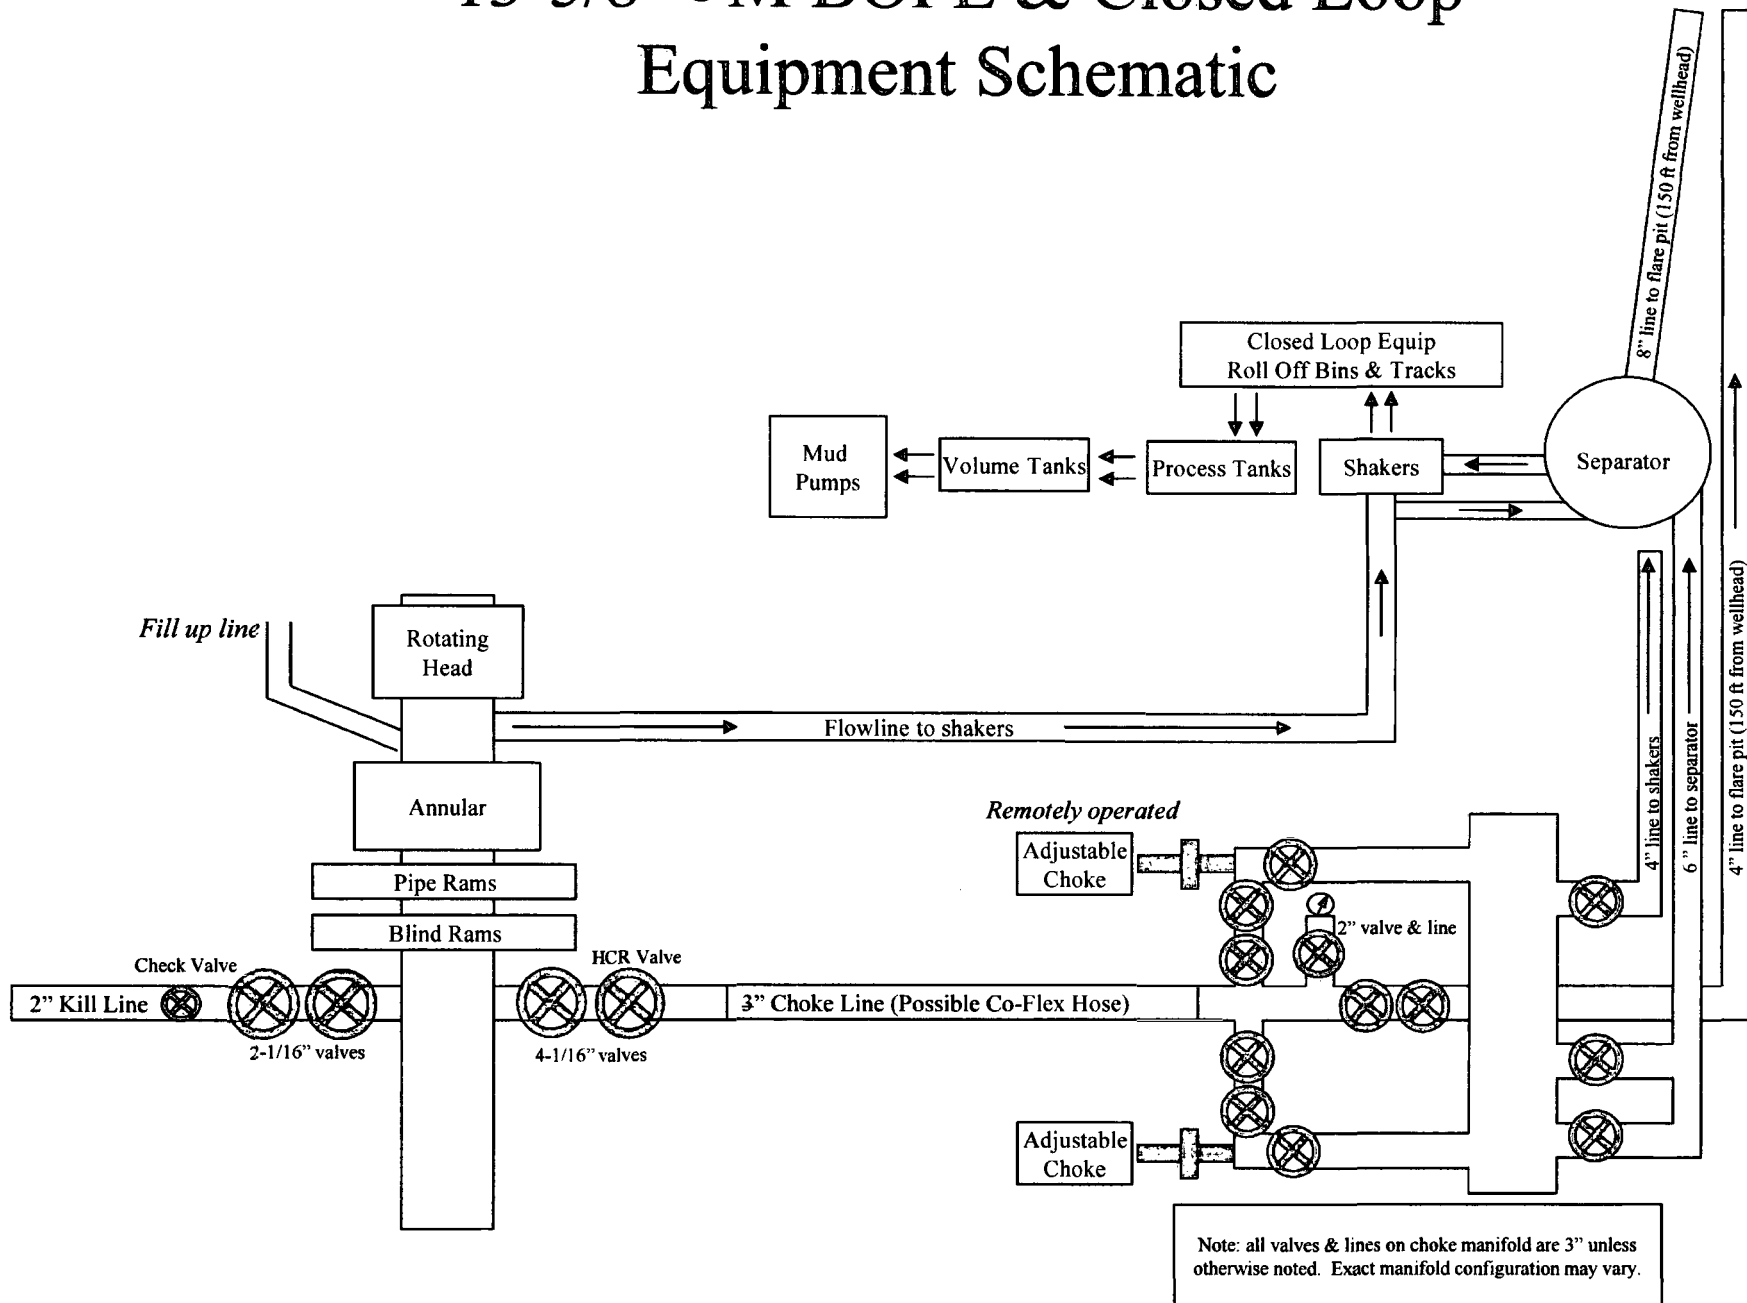 & Closed Loop
Equipment Schematic
8” line to flare pit (150 ft from wellhead)
Closed Loop Equip
Roll Off Bins & Tracks
Mud
Pumps
Volume Tanks
Process Tanks
Shakers
Separator
Fill up line
Rotating
Head
Flowline to shakers
4” line to flare pit (150 ft from wellhead)
4” line to shakers
6” line to separator
Annular
Remotely operated
Adjustable
Choke
Pipe Rams
Blind Rams
2” valve & line
Check Valve
HCR Valve
2” Kill Line
3” Choke Line (Possible Co-Flex Hose)
2-1/16” valves
4-1/16” valves
Adjustable
Choke
Note: all valves & lines on choke manifold are 3” unless
otherwise noted. Exact manifold configuration may vary.